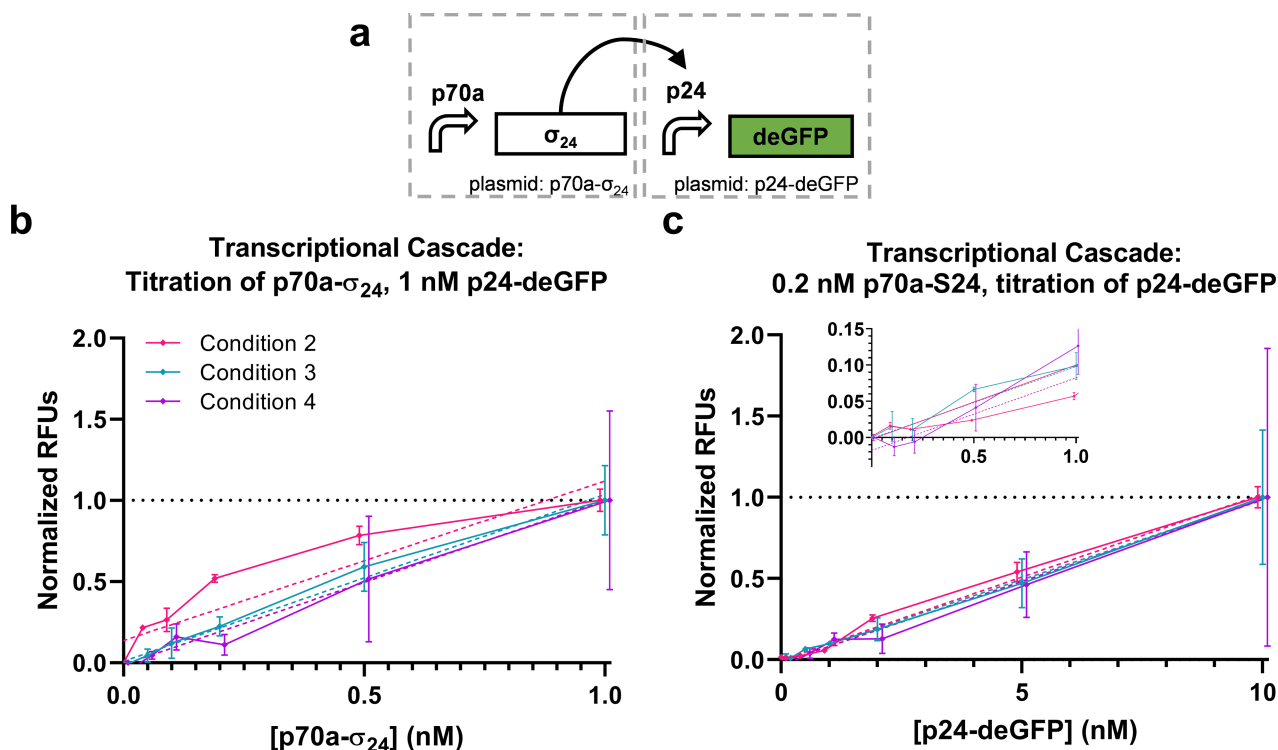 a
p70a
σ24
plasmid: p70a-σ24
p24
deGFP
plasmid: p24-deGFP
b
Transcriptional Cascade:
Titration of p70a-σ24, 1 nM p24-deGFP
Condition 2
Condition 3
Condition 4
Normalized RFUs
2.0
1.5
1.0
0.5
0.0
0.0
0.5
1.0
[p70a-σ24] (nM)
c
Transcriptional Cascade:
0.2 nM p70a-S24, titration of p24-deGFP
0.15
0.10
0.05
0.00
0.5
1.0
Normalized RFUs
2.0
1.5
1.0
0.5
0.0
0
5
10
[p24-deGFP] (nM)